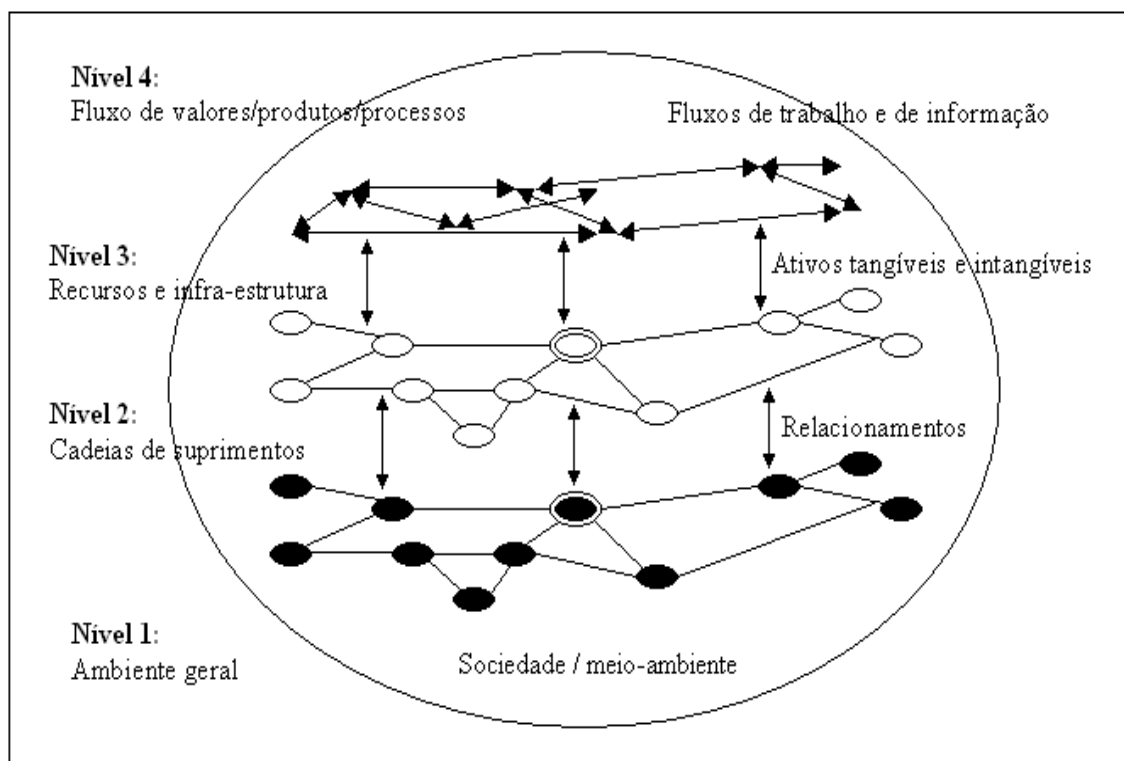 Nível 4:
Fluxo de valores/produtos/processos
Fluxos de trabalho e de informação
Nível 3:
Recursos e infra-estrutura
Ativos tangíveis e intangíveis
Nível 2:
Cadeias de suprimentos
Relacionamentos
Nível 1:
Ambiente geral
Sociedade / meio-ambiente